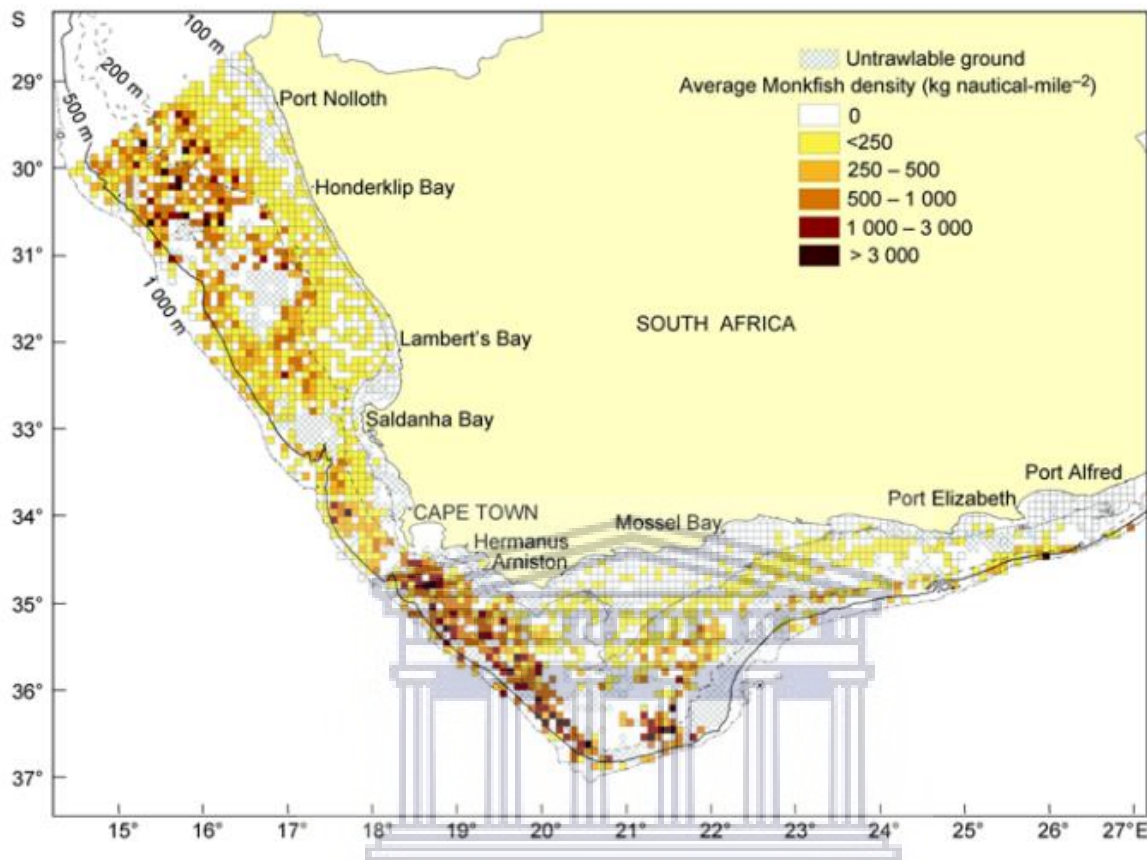 S
29°
30°
31°
32°
33°
34°
35°
36°
37°
15°
16°
17°
18°
19°
20°
21°
22°
23°
24°
25°
26°
27°E
100 m
200 m
500 m
1 000 m
Untrawlable ground
Average Monkfish density (kg nautical-mile⁻²)
0
<250
250 – 500
500 – 1 000
1 000 – 3 000
> 3 000
Port Nolloth
Honderklip Bay
Lambert's Bay
Saldanha Bay
SOUTH AFRICA
CAPE TOWN
Hermanus
Arniston
Mossel Bay
Port Elizabeth
Port Alfred